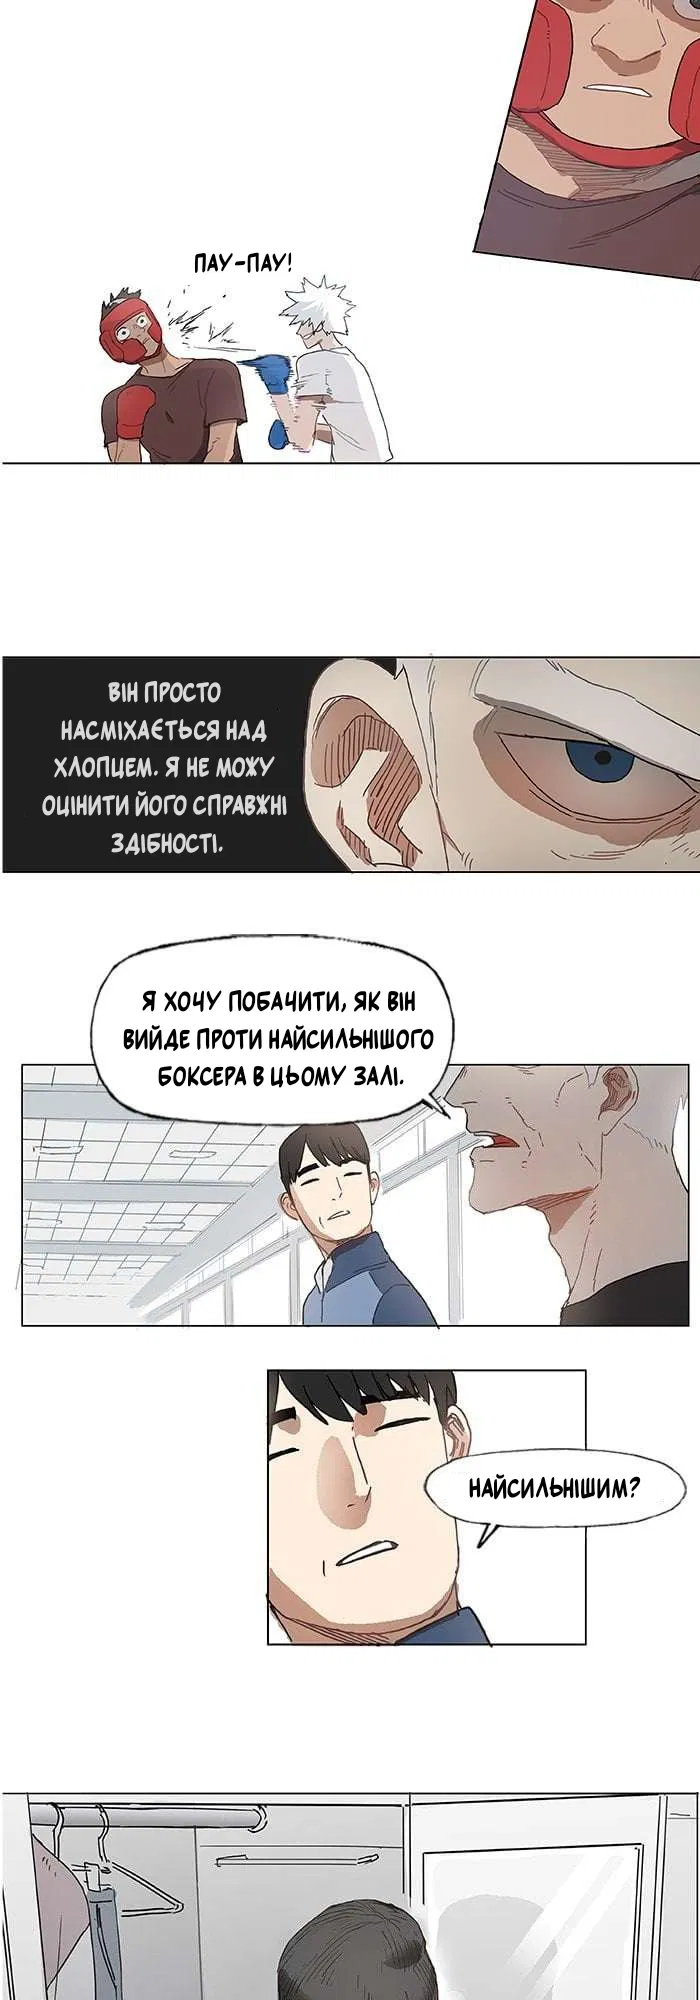 ПАУ-ПАУ!
ВІН ПРОСТО
НАСМІХАЄТЬСЯ НАД
ХЛОПЦЕМ. Я НЕ МОЖУ
ОЦІНИТИ ЙОГО СПРАВЖНІ
ЗДІБНОСТІ.
Я ХОЧУ ПОБАЧИТИ, ЯК ВІН
ВИЙДЕ ПРОТИ НАЙСИЛЬНІШОГО
БОКСЕРА В ЦЬОМУ ЗАЛІ.
НАЙСИЛЬНІШИМ?